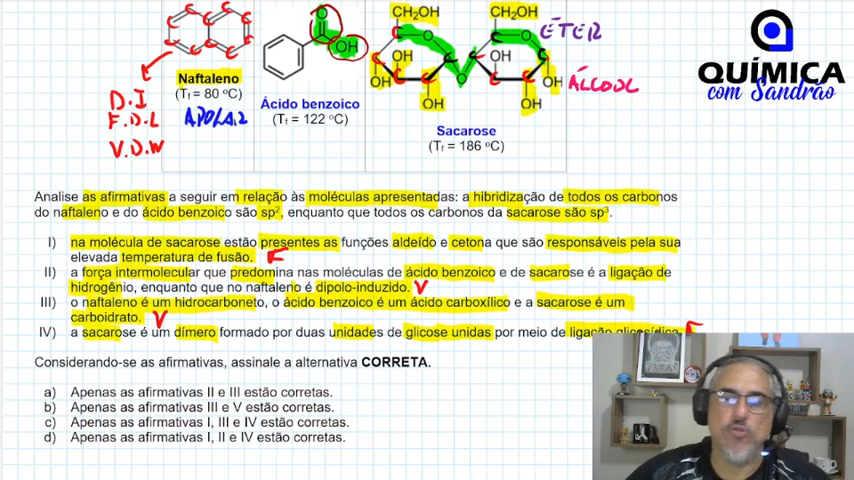 CH₂OH
CH₂OH
O
O
O
ÉTER
OH
OH
OH
OH
O
OH
ÁLCOOL
OH
OH
Naftaleno
(Tf = 80 ºC)
D.I
F.D.L
V.D.W
APOLAR
Ácido benzoico
(Tf = 122 ºC)
Sacarose
(Tf = 186 ºC)
QUÍMICA
com Sandrão
Analise as afirmativas a seguir em relação às moléculas apresentadas: a hibridização de todos os carbonos
do naftaleno e do ácido benzoico são sp², enquanto que todos os carbonos da sacarose são sp³.
I) na molécula de sacarose estão presentes as funções aldeído e cetona que são responsáveis pela sua
elevada temperatura de fusão. F
II) a força intermolecular que predomina nas moléculas de ácido benzoico e de sacarose é a ligação de
hidrogênio, enquanto que no naftaleno é dipolo-induzido. V
III) o naftaleno é um hidrocarboneto, o ácido benzoico é um ácido carboxílico e a sacarose é um
carboidrato. V
IV) a sacarose é um dímero formado por duas unidades de glicose unidas por meio de ligação glicosídica. F
Considerando-se as afirmativas, assinale a alternativa CORRETA.
a) Apenas as afirmativas II e III estão corretas.
b) Apenas as afirmativas III e V estão corretas.
c) Apenas as afirmativas I, III e IV estão corretas.
d) Apenas as afirmativas I, II e IV estão corretas.